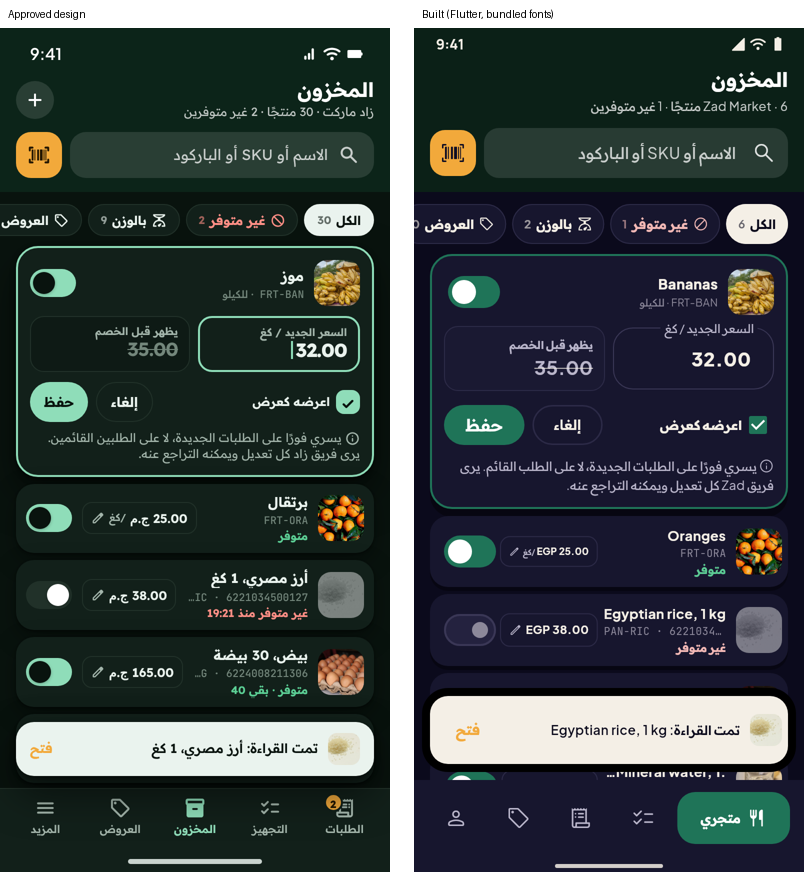 Approved design
9:41
المخزون
زاد ماركت · 30 منتجًا · 2 غير متوفرين
الاسم أو SKU أو الباركود
الكل 30
غير متوفر 2
بالوزن 9
العروض
موز
FRT-BAN · للكيلو
السعر الجديد / كغ
32.00
يظهر قبل الخصم
35.00
اعرضه كعرض
إلغاء
حفظ
يسري فورًا على الطلبات الجديدة، لا على الطلبين القائمين.
يرى فريق زاد كل تعديل ويمكنه التراجع عنه.
برتقال
FRT-ORA
متوفر
25.00 ج.م /كغ
أرز مصري، 1 كغ
6221034500127 · IC…
غير متوفر منذ 19:21
38.00 ج.م
بيض، 30 بيضة
6224008211306 · G…
متوفر · بقي 40
165.00 ج.م
تمت القراءة: أرز مصري، 1 كغ
فتح
2
الطلبات
التجهيز
المخزون
العروض
المزيد
Built (Flutter, bundled fonts)
9:41
المخزون
Zad Market · 6 منتجًا · 1 غير متوفرين
الاسم أو SKU أو الباركود
الكل 6
غير متوفر 1
بالوزن 2
العروض 0
Bananas
FRT-BAN · للكيلو
السعر الجديد / كغ
32.00
يظهر قبل الخصم
35.00
اعرضه كعرض
إلغاء
حفظ
يسري فورًا على الطلبات الجديدة، لا على الطلب القائم. يرى
فريق Zad كل تعديل ويمكنه التراجع عنه.
Oranges
FRT-ORA
متوفر
EGP 25.00 /كغ
Egyptian rice, 1 kg
PAN-RIC · 6221034…
غير متوفر
EGP 38.00
تمت القراءة: Egyptian rice, 1 kg
فتح
…Mineral water, 1.
متجري